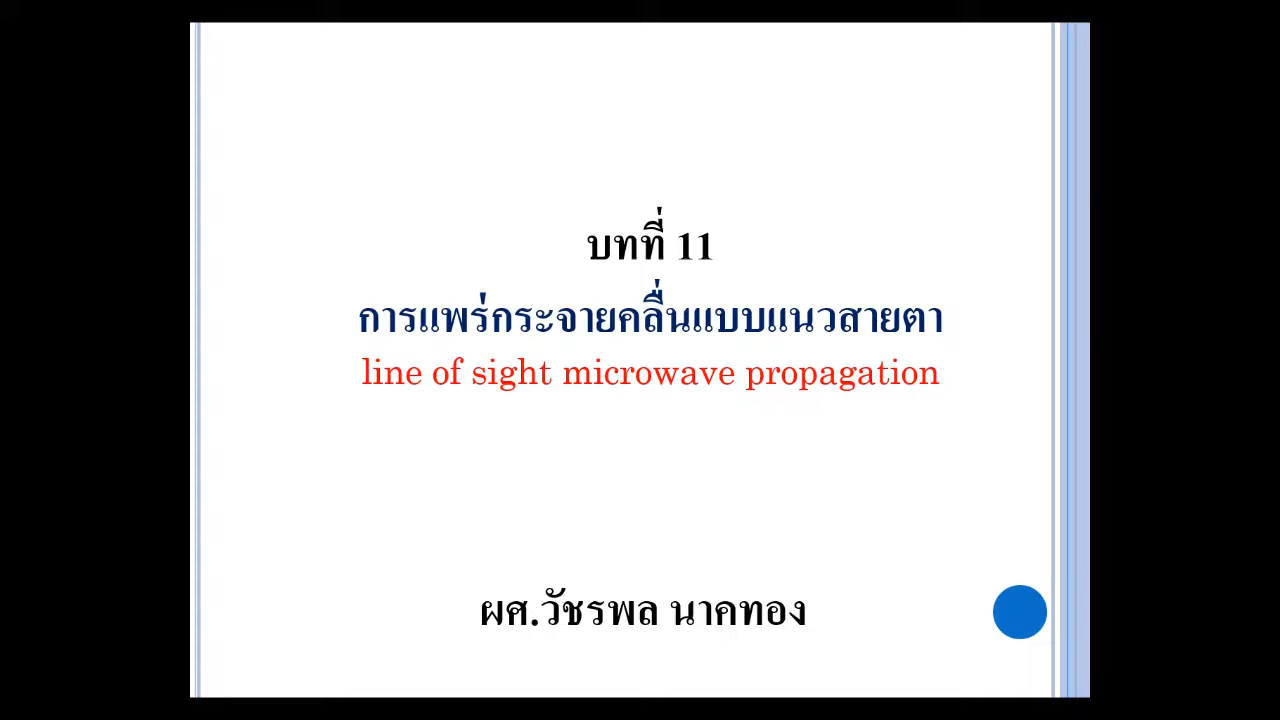 บทที่ 11
การแพร่กระจายคลื่นแบบแนวสายตา
line of sight microwave propagation
ผศ.วัชรพล นาคทอง